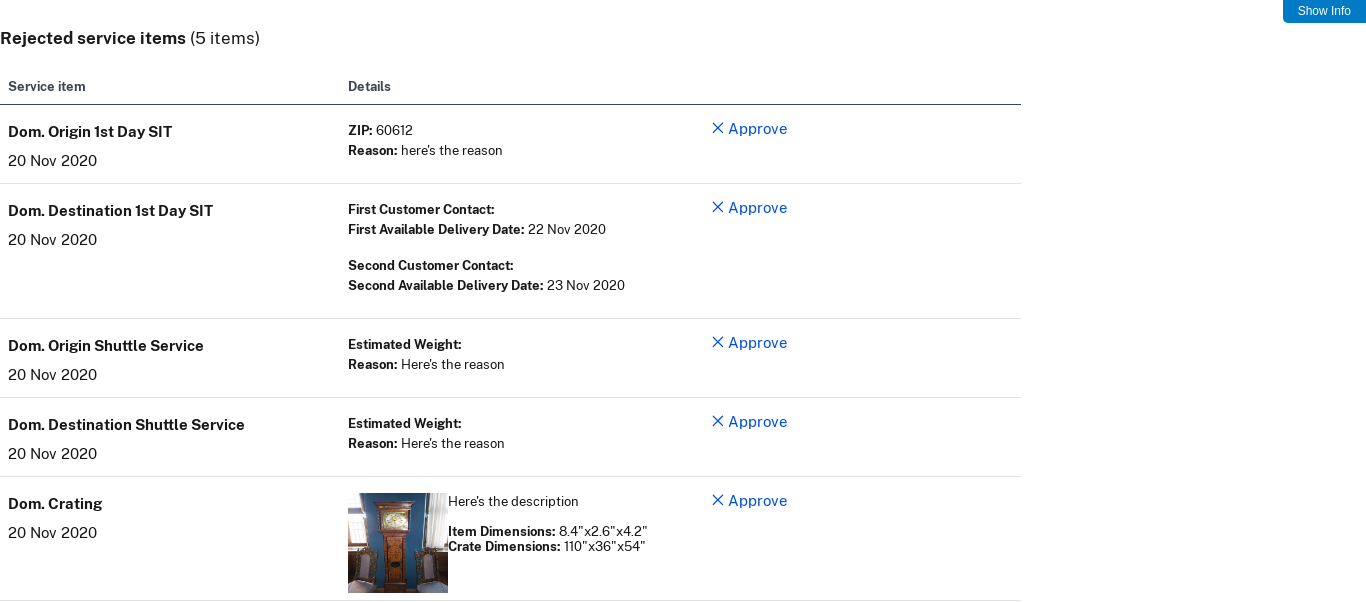 Show Info
Rejected service items (5 items)
Service item Details
Dom. Origin 1st Day SIT
20 Nov 2020
ZIP: 60612
Reason: here's the reason
Approve
Dom. Destination 1st Day SIT
20 Nov 2020
First Customer Contact:
First Available Delivery Date: 22 Nov 2020
Second Customer Contact:
Second Available Delivery Date: 23 Nov 2020
Approve
Dom. Origin Shuttle Service
20 Nov 2020
Estimated Weight:
Reason: Here's the reason
Approve
Dom. Destination Shuttle Service
20 Nov 2020
Estimated Weight:
Reason: Here's the reason
Approve
Dom. Crating
20 Nov 2020
Here's the description
Item Dimensions: 8.4"x2.6"x4.2"
Crate Dimensions: 110"x36"x54"
Approve